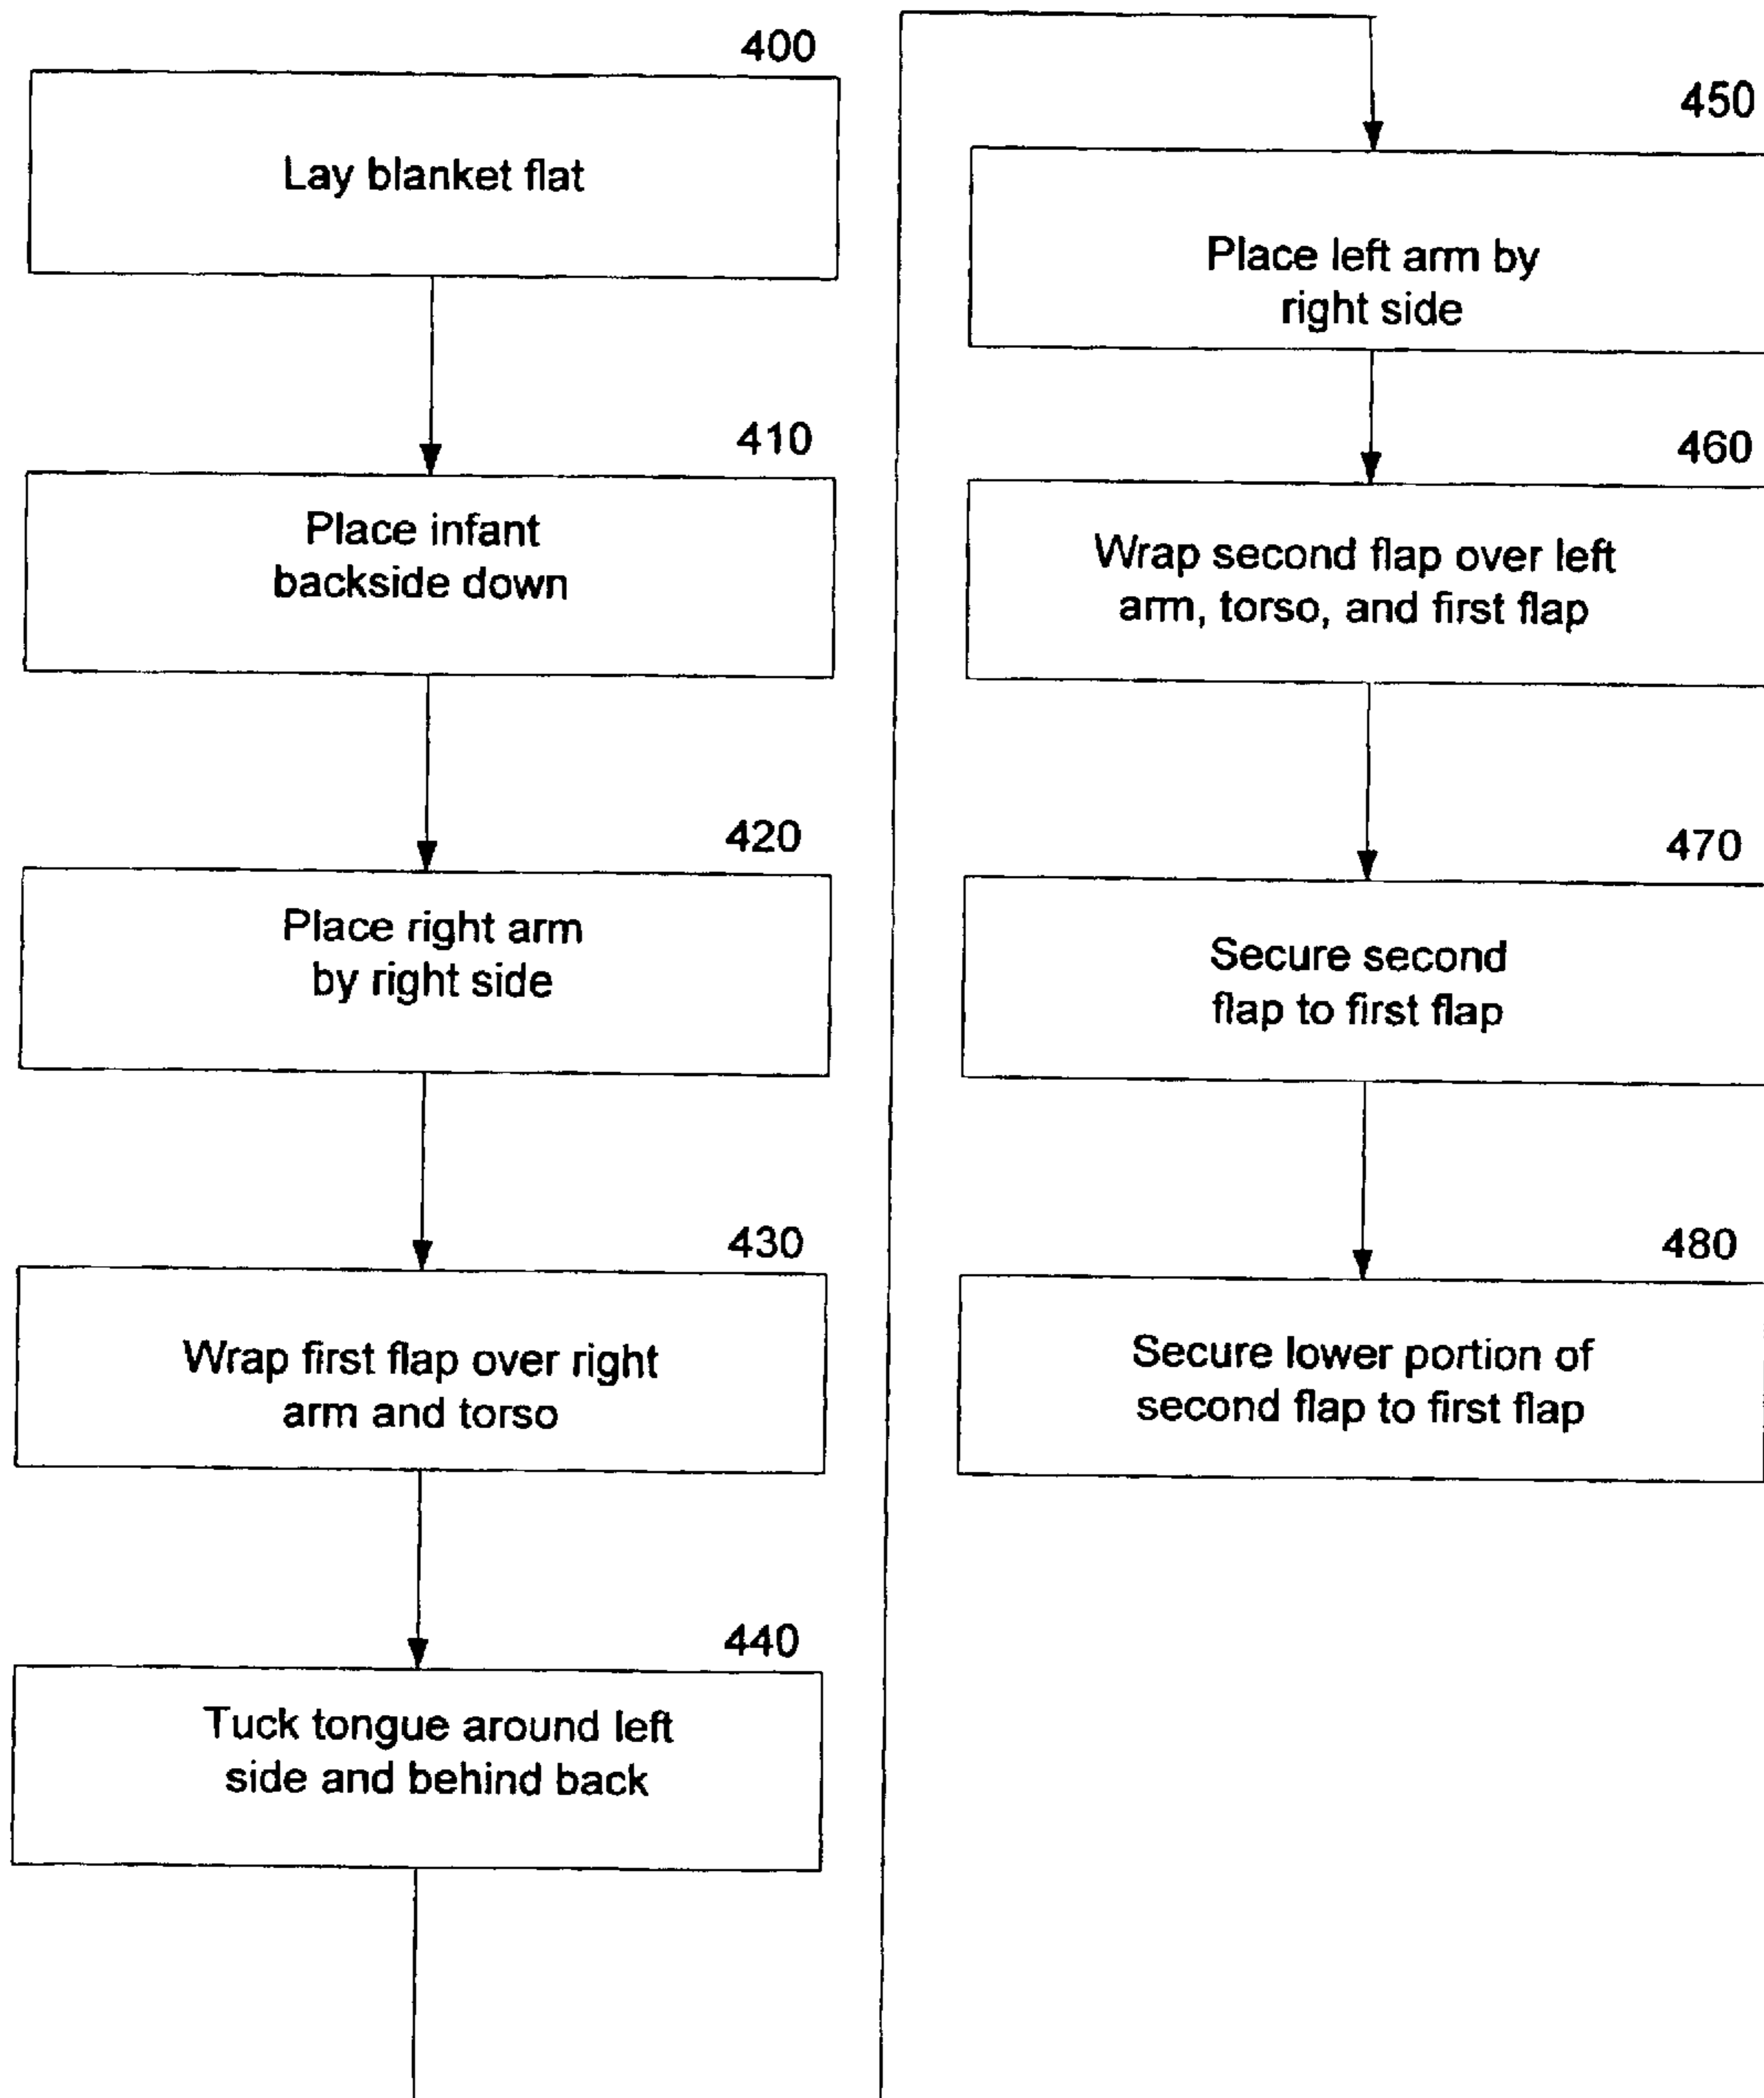 400
Lay blanket flat
410
Place infant
backside down
420
Place right arm
by right side
430
Wrap first flap over right
arm and torso
440
Tuck tongue around left
side and behind back
450
Place left arm by
right side
460
Wrap second flap over left
arm, torso, and first flap
470
Secure second
flap to first flap
480
Secure lower portion of
second flap to first flap